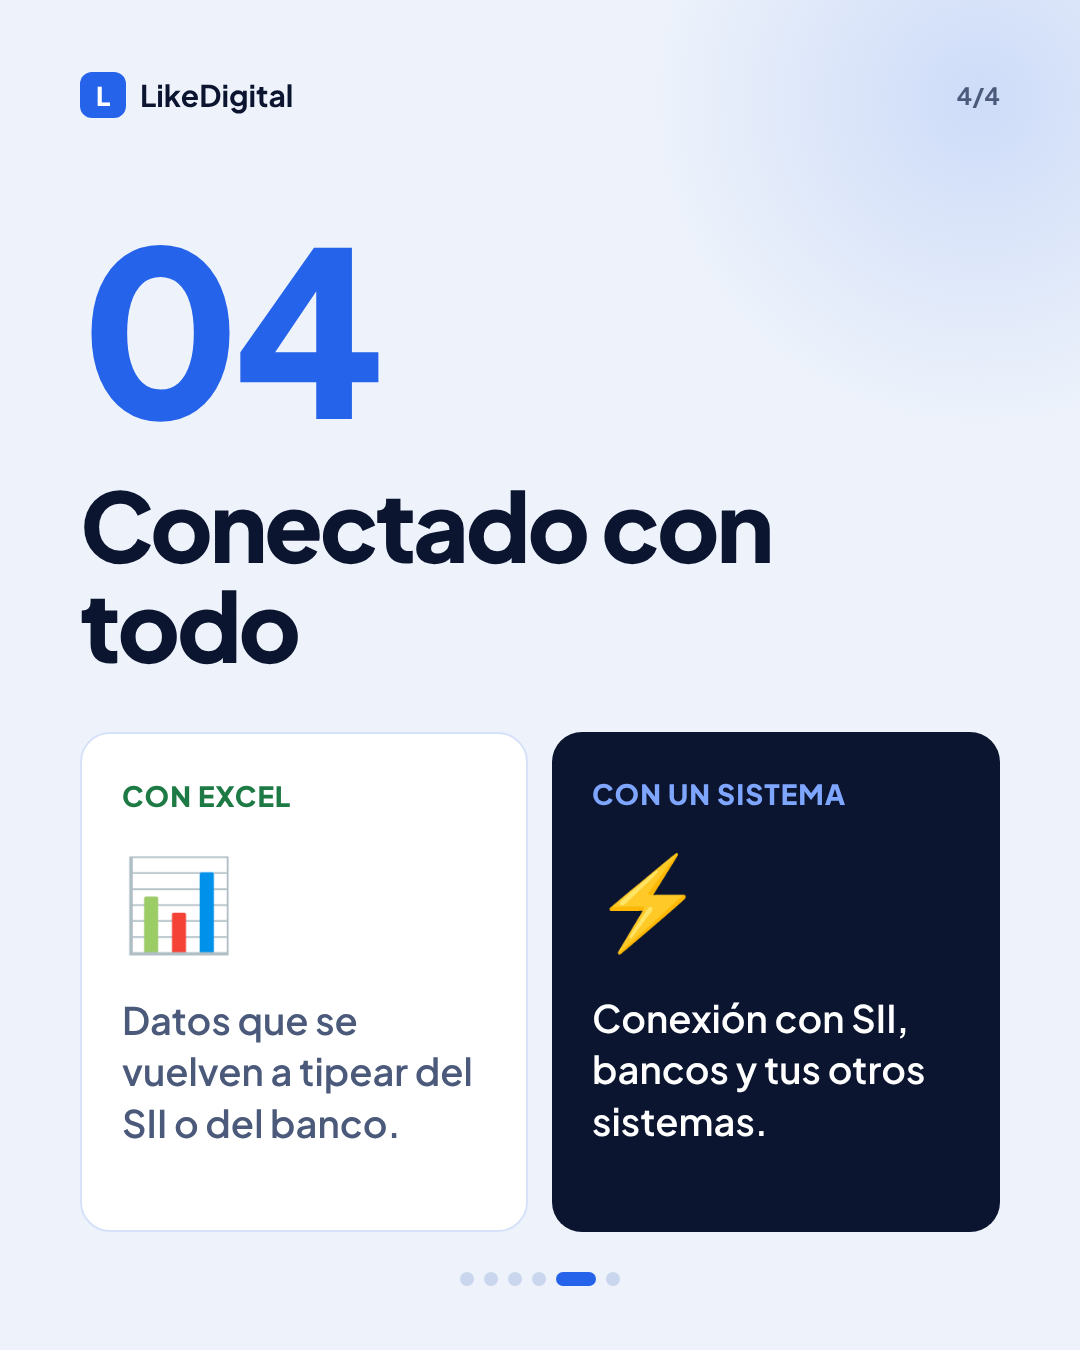 L LikeDigital
4/4
04
Conectado con
todo
CON EXCEL
Datos que se
vuelven a tipear del
SII o del banco.
CON UN SISTEMA
Conexión con SII,
bancos y tus otros
sistemas.